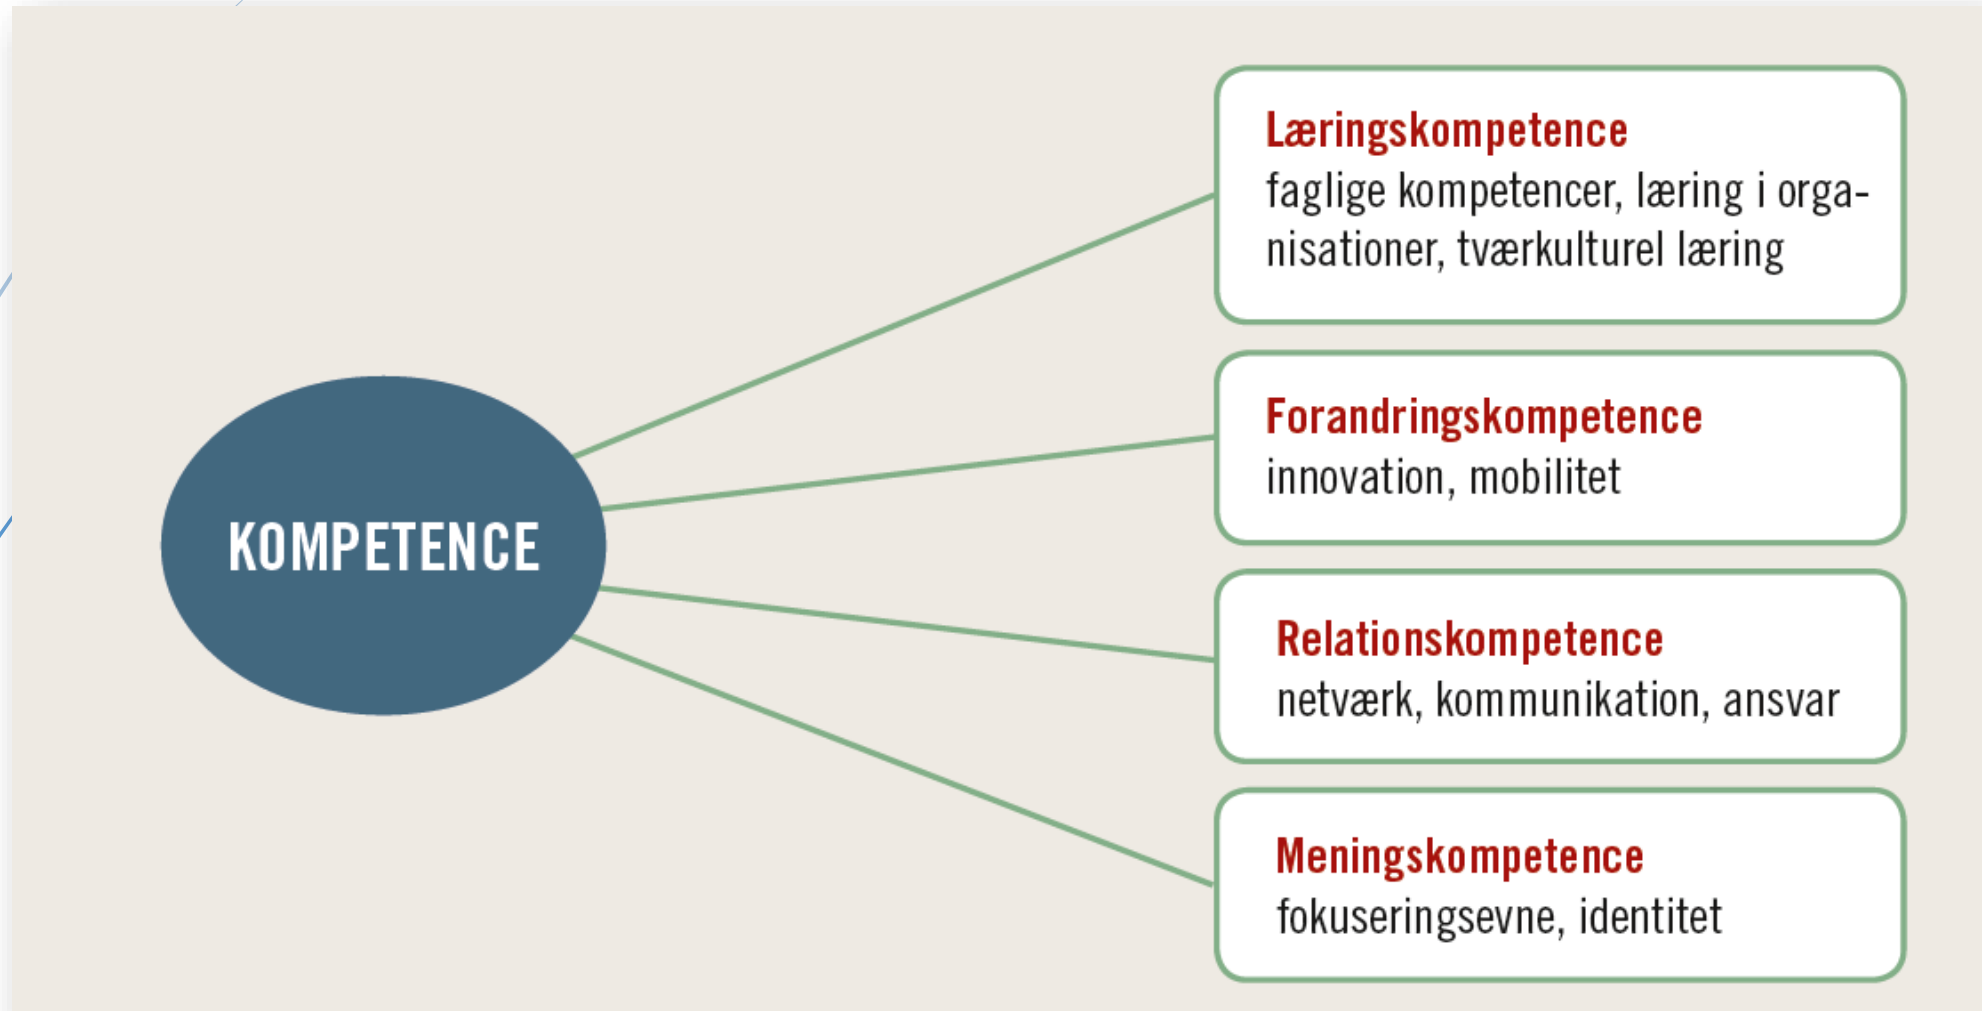 KOMPETENCE
Læringskompetence
faglige kompetencer, læring i orga-
nisationer, tværkulturel læring
Forandringskompetence
innovation, mobilitet
Relationskompetence
netværk, kommunikation, ansvar
Meningskompetence
fokuseringsevne, identitet